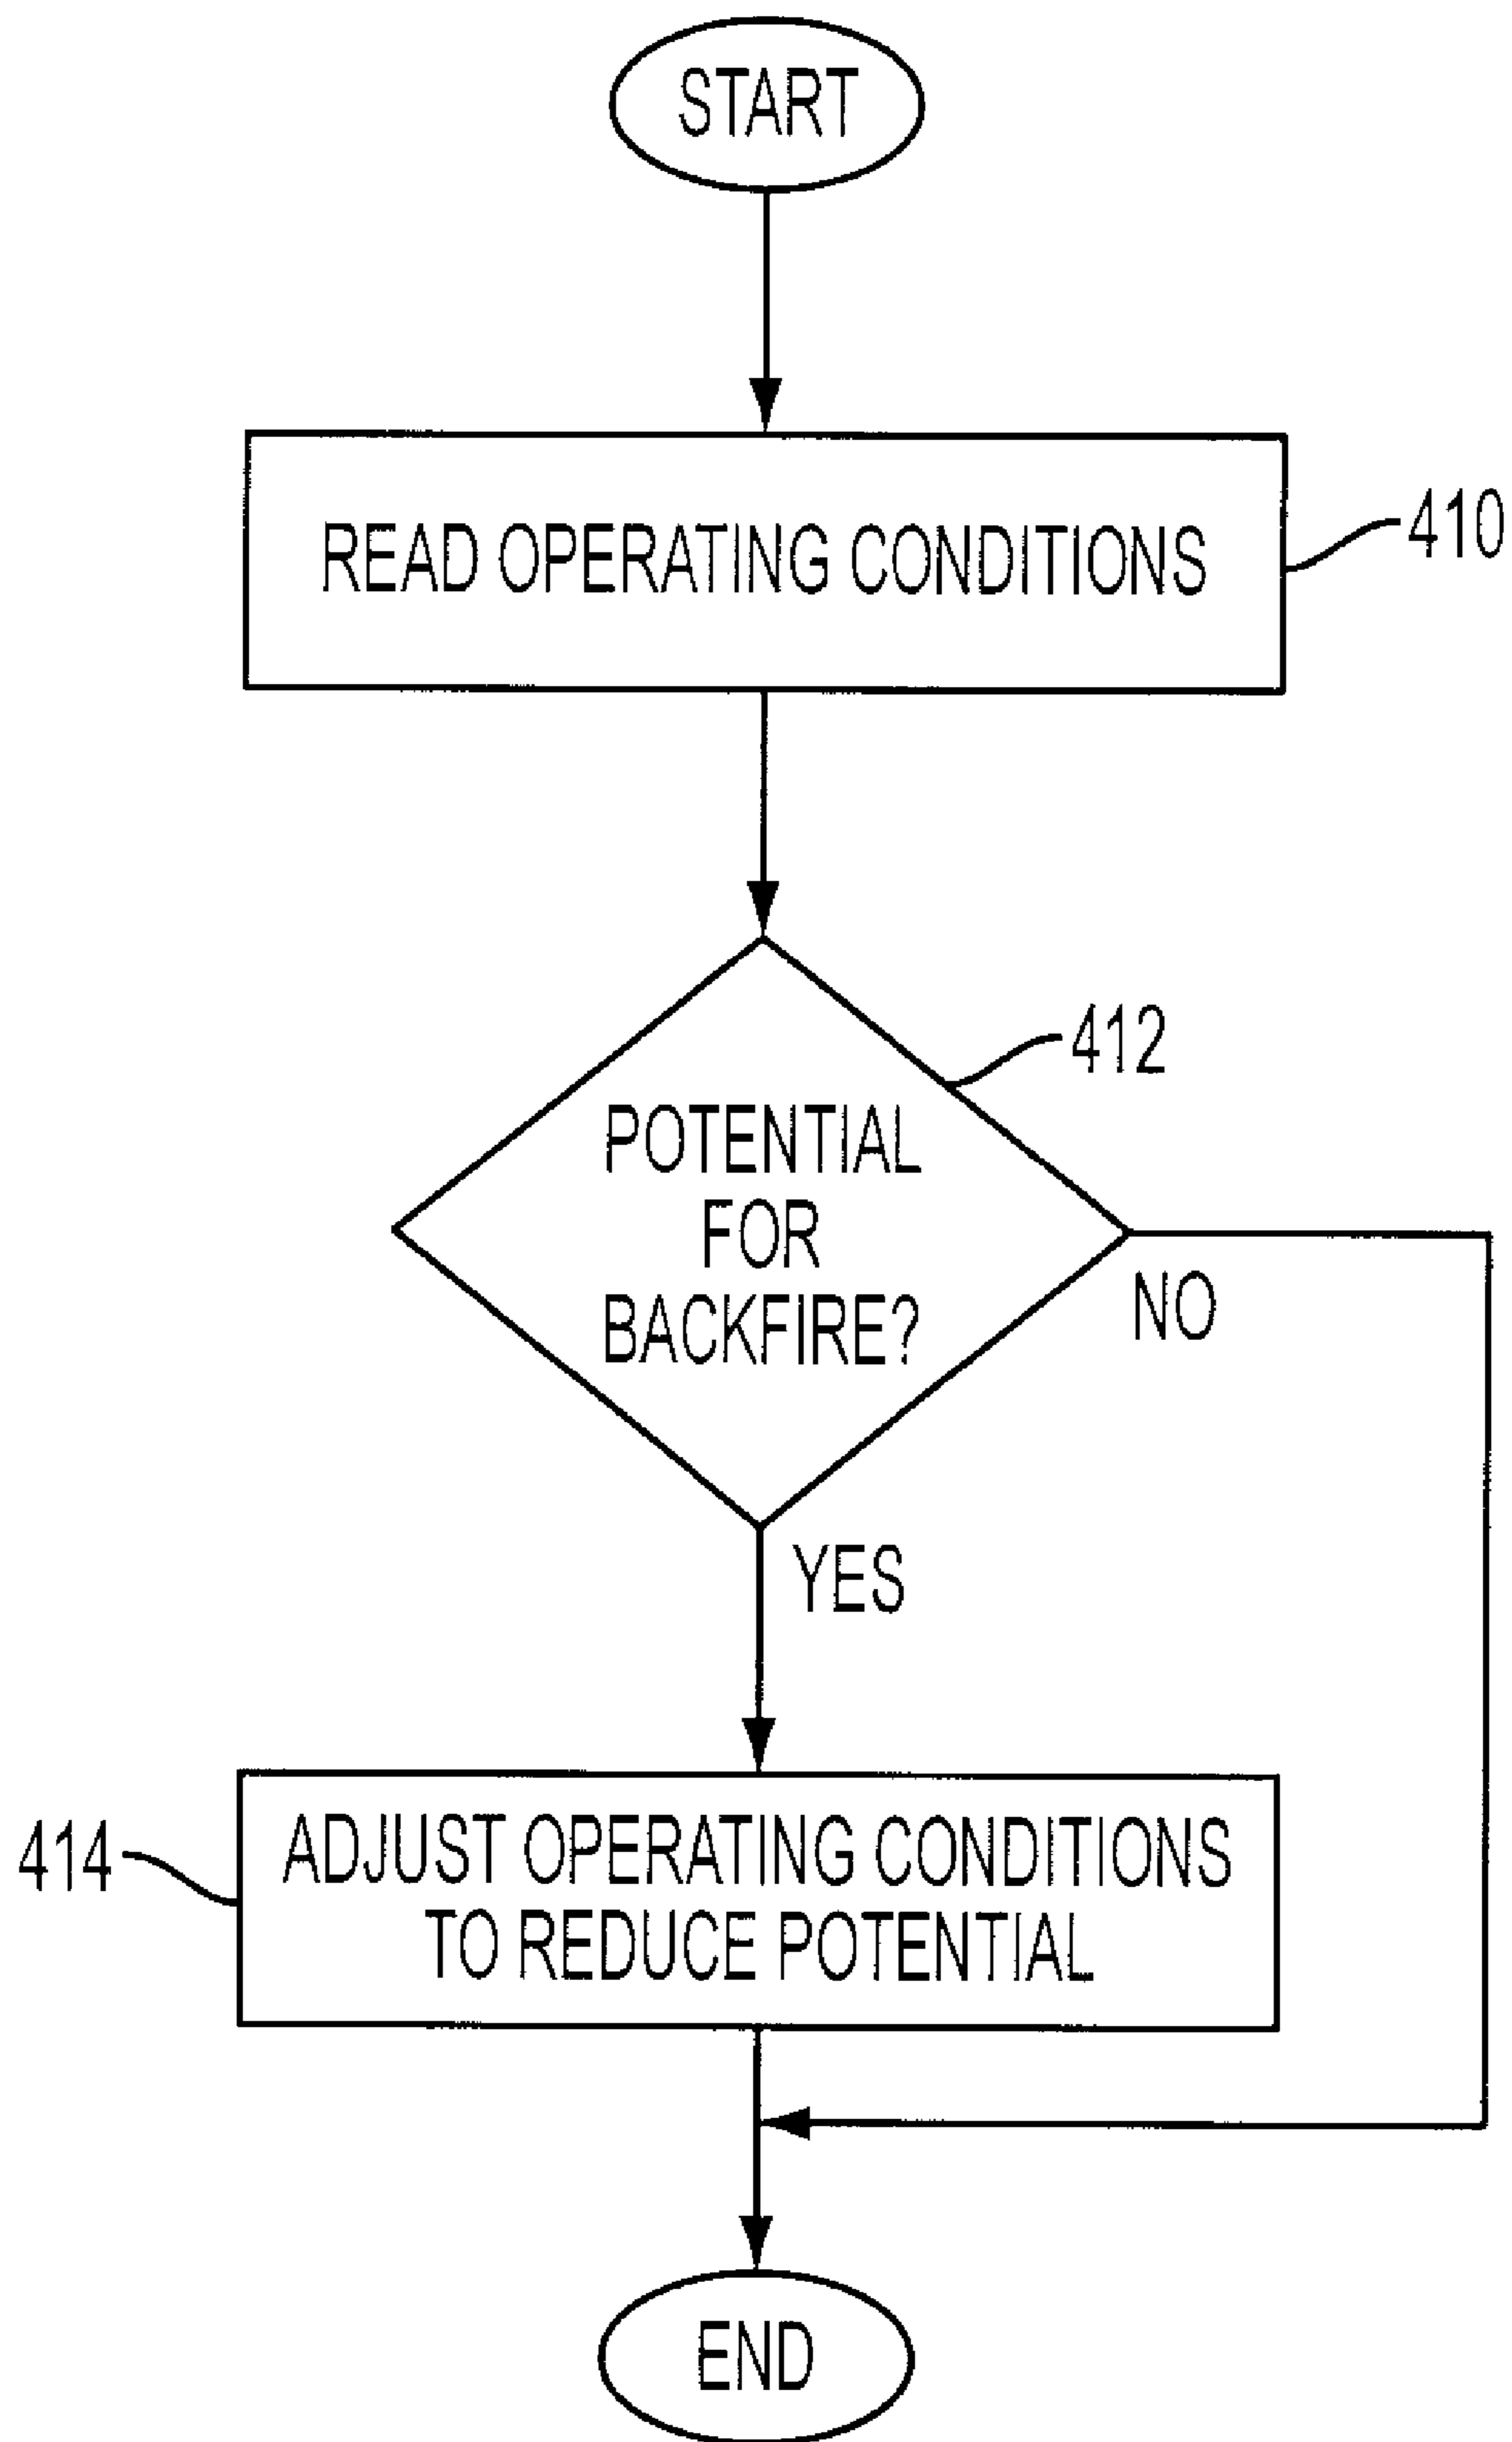 START
READ OPERATING CONDITIONS
410
412
POTENTIAL
FOR
BACKFIRE?
NO
YES
414
ADJUST OPERATING CONDITIONS
TO REDUCE POTENTIAL
END